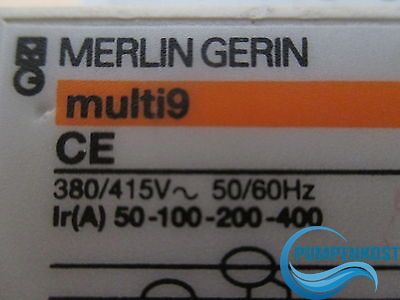 MERLIN GERIN
multi9
CE
380/415V~ 50/60Hz
Ir(A) 50-100-200-400
PUMPENKOST